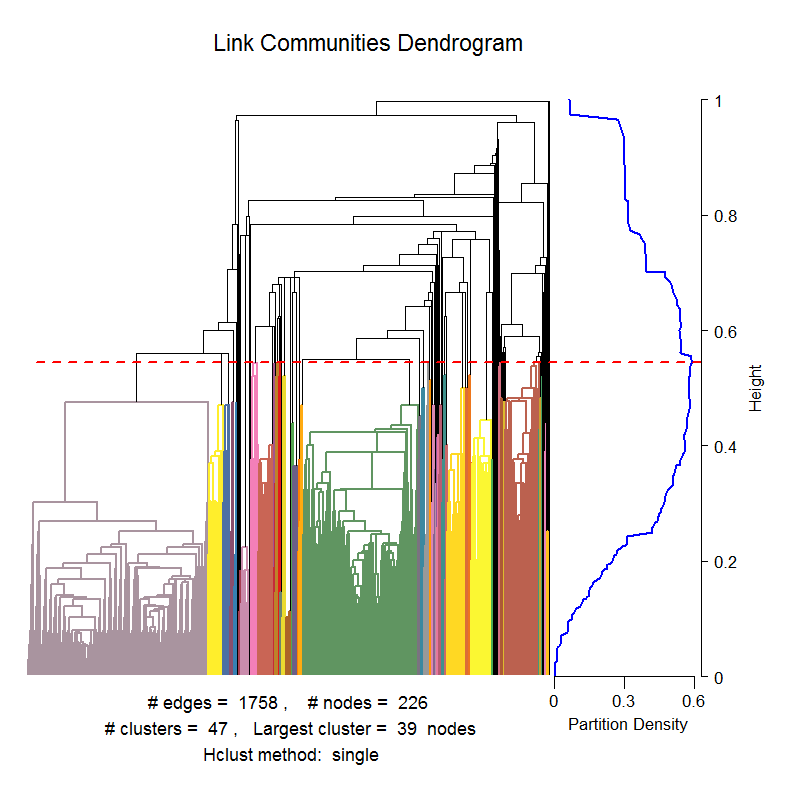 Link Communities Dendrogram
1
0.8
0.6
Height
0.4
0.2
0
0 0.3 0.6
Partition Density
# edges = 1758 , # nodes = 226
# clusters = 47 , Largest cluster = 39 nodes
Hclust method: single